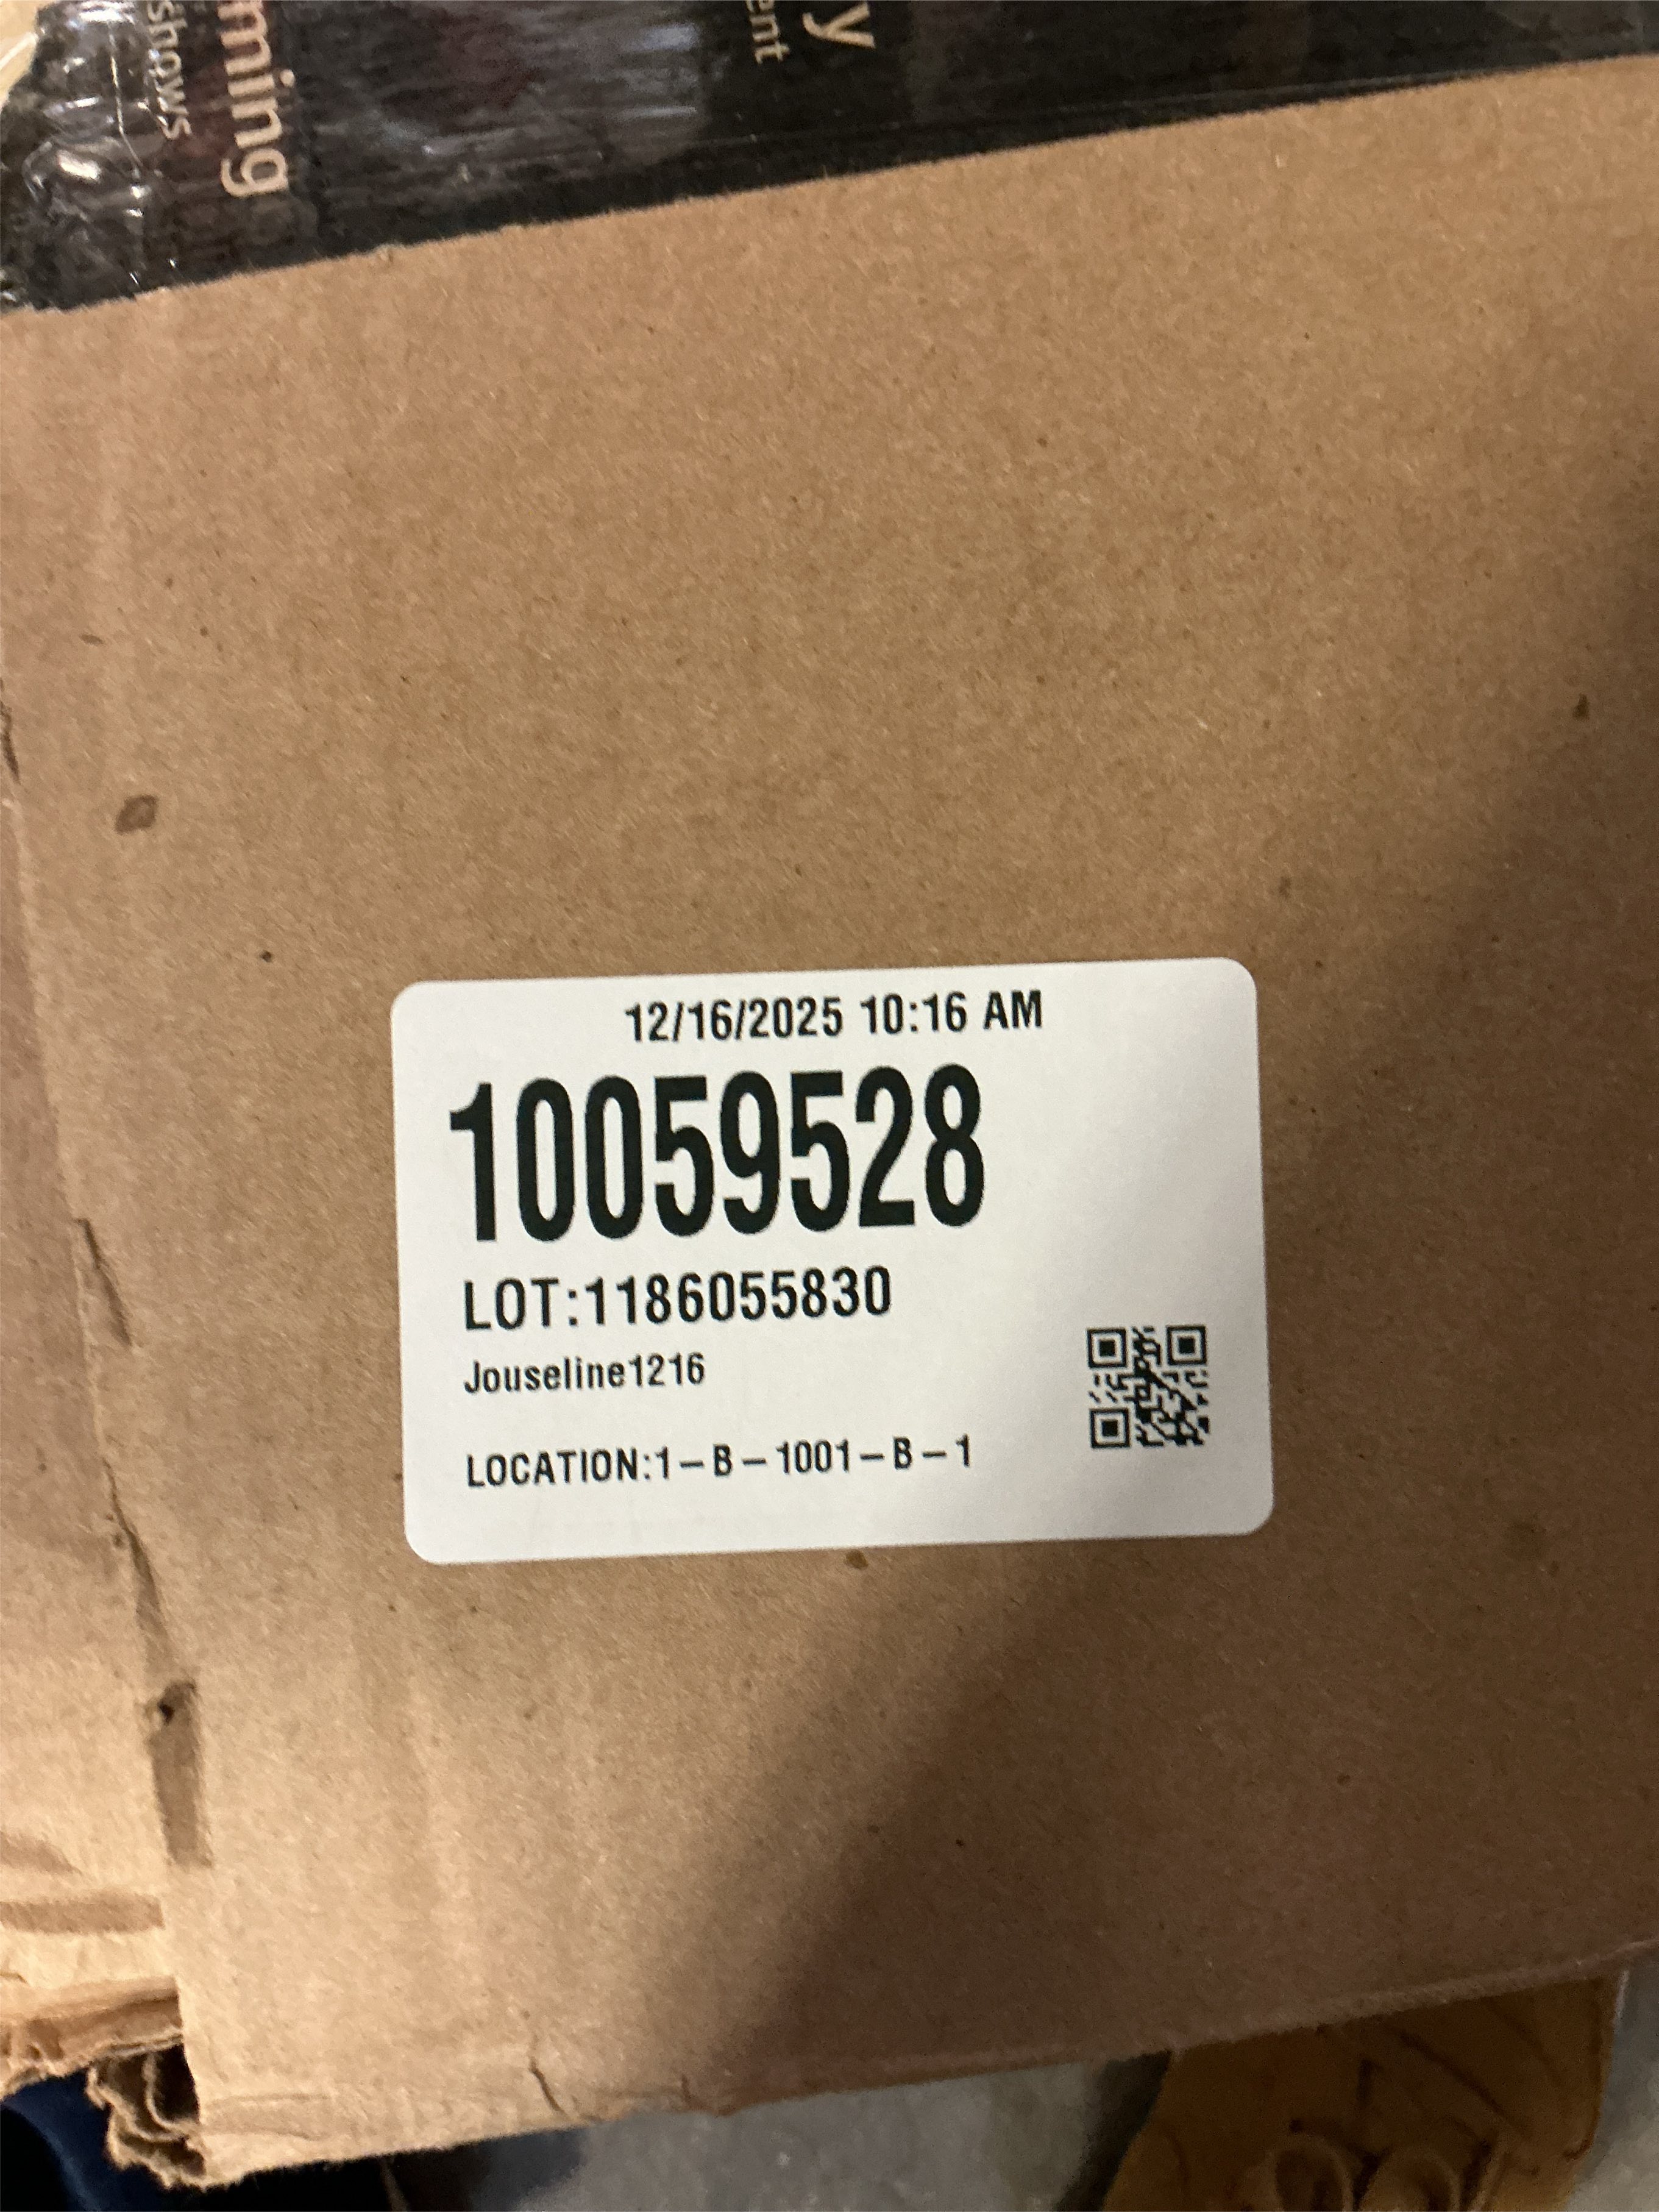 shows
ming
ent
y
12/16/2025 10:16 AM
10059528
LOT:1186055830
Jouseline1216
LOCATION:1-B-1001-B-1